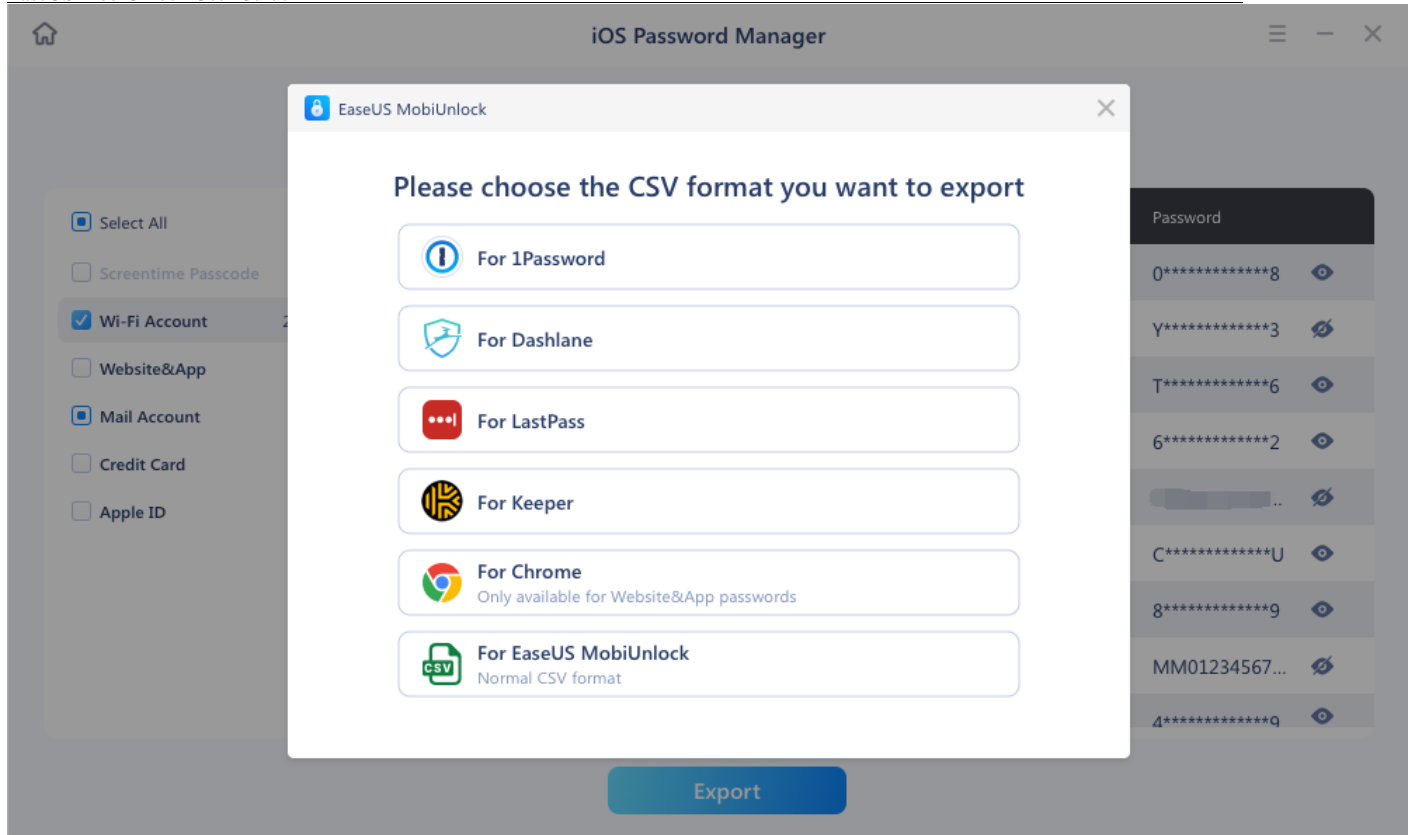 iOS Password Manager
EaseUS MobiUnlock
Please choose the CSV format you want to export
For 1Password
For Dashlane
For LastPass
For Keeper
For Chrome
Only available for Website&App passwords
CSV
For EaseUS MobiUnlock
Normal CSV format
Select All
Screentime Passcode
Wi-Fi Account
Website&App
Mail Account
Credit Card
Apple ID
Password
0*************8
Y*************3
T*************6
6*************2
C*************U
8*************9
MM01234567...
4*************9
Export